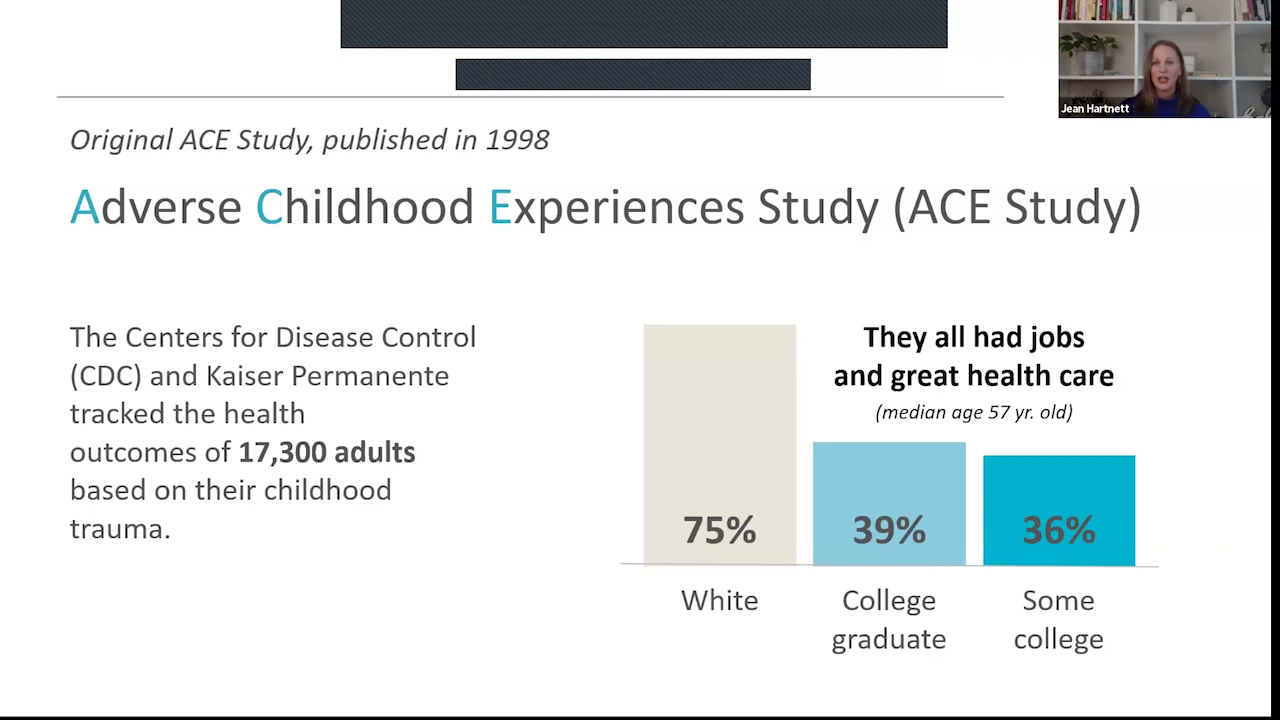 Jean Hartnett
Original ACE Study, published in 1998
Adverse Childhood Experiences Study (ACE Study)
The Centers for Disease Control
(CDC) and Kaiser Permanente
tracked the health
outcomes of 17,300 adults
based on their childhood
trauma.
They all had jobs
and great health care
(median age 57 yr. old)
75%
39%
36%
White
College
graduate
Some
college